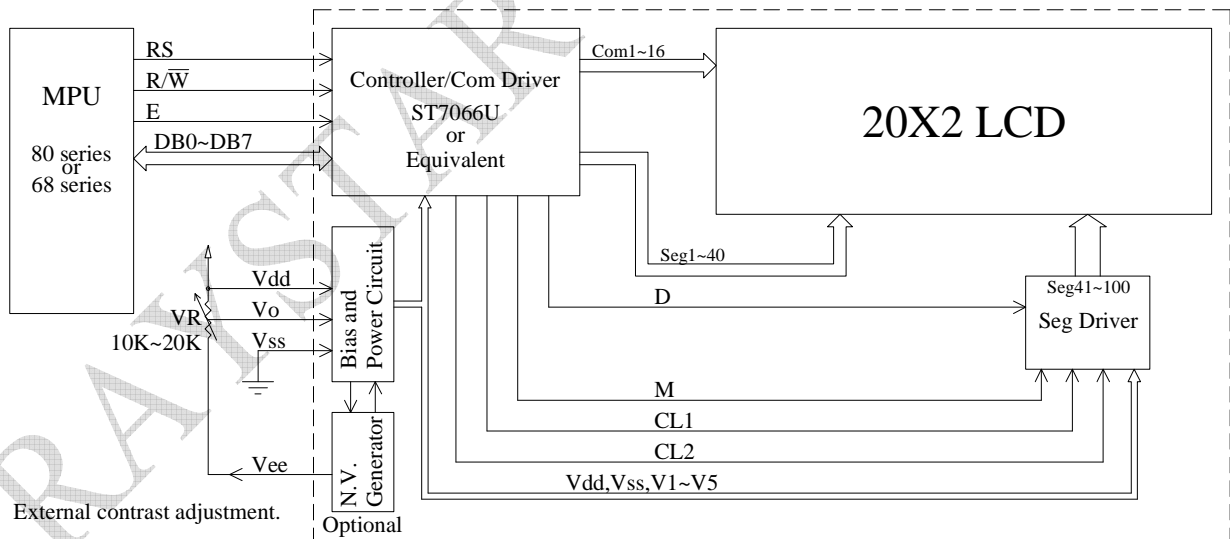 MPU
80 series
or
68 series
RS
R/W̅
E
DB0~DB7
Controller/Com Driver
ST7066U
or
Equivalent
Com1~16
20X2 LCD
Seg1~40
D
Seg41~100
Seg Driver
M
CL1
CL2
Vdd,Vss,V1~V5
Vdd
Vo
Vss
VR
10K~20K
Bias and
Power Circuit
N.V.
Generator
Vee
External contrast adjustment.
Optional
RAYSTAR